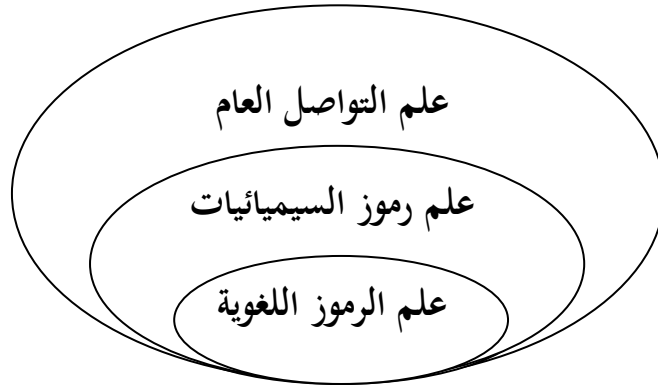 علم التواصل العام
علم رموز السيميائيات
علم الرموز اللغوية